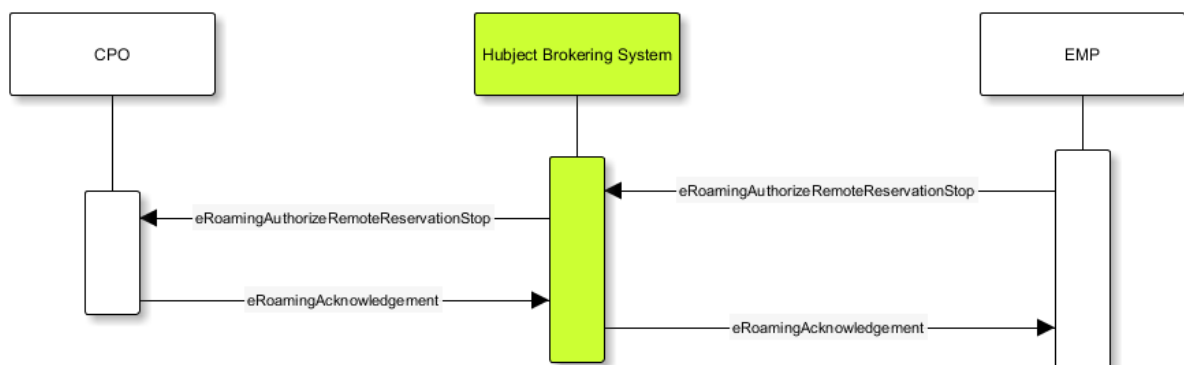 CPO
Hubject Brokering System
EMP
eRoamingAuthorizeRemoteReservationStop
eRoamingAuthorizeRemoteReservationStop
eRoamingAcknowledgement
eRoamingAcknowledgement